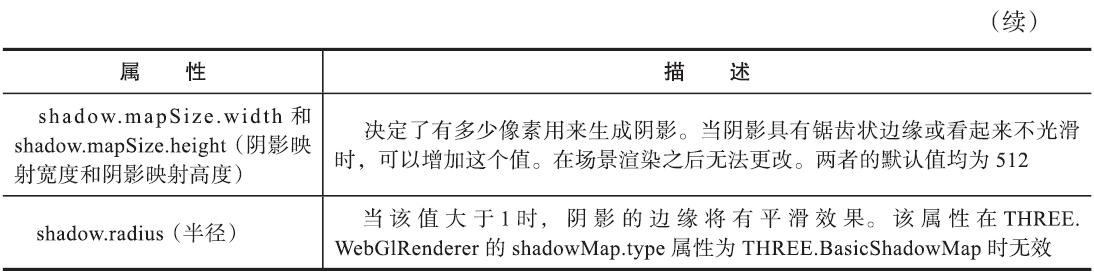 （续）
属 性
描 述
shadow.mapSize.width 和
shadow.mapSize.height（阴影映
射宽度和阴影映射高度）
决定了有多少像素用来生成阴影。当阴影具有锯齿状边缘或看起来不光滑
时，可以增加这个值。在场景渲染之后无法更改。两者的默认值均为 512
shadow.radius（半径）
当该值大于1时，阴影的边缘将有平滑效果。该属性在THREE.
WebGlRenderer 的 shadowMap.type 属性为 THREE.BasicShadowMap 时无效